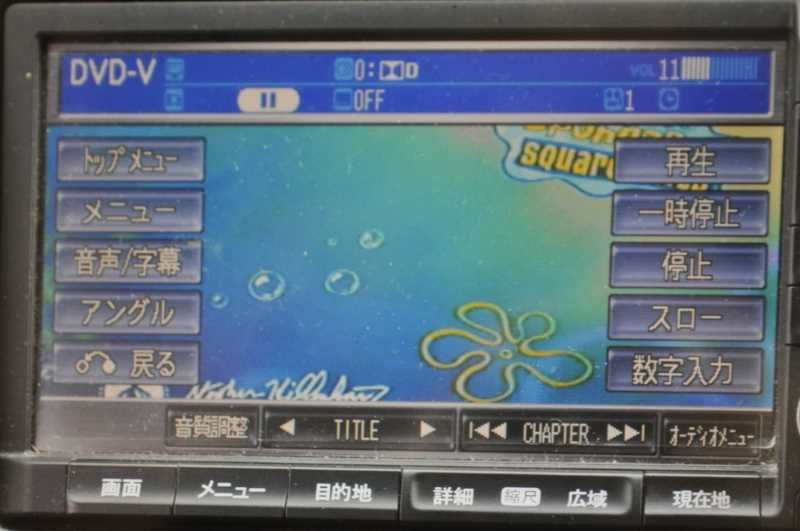 DVD-V 0: D VOL 11
OFF 1
トップメニュー
メニュー
音声/字幕
アングル
戻る
square
再生
一時停止
停止
スロー
数字入力
音質調整 TITLE CHAPTER オーディオメニュー
画面 メニュー 目的地 詳細 縮尺 広域 現在地